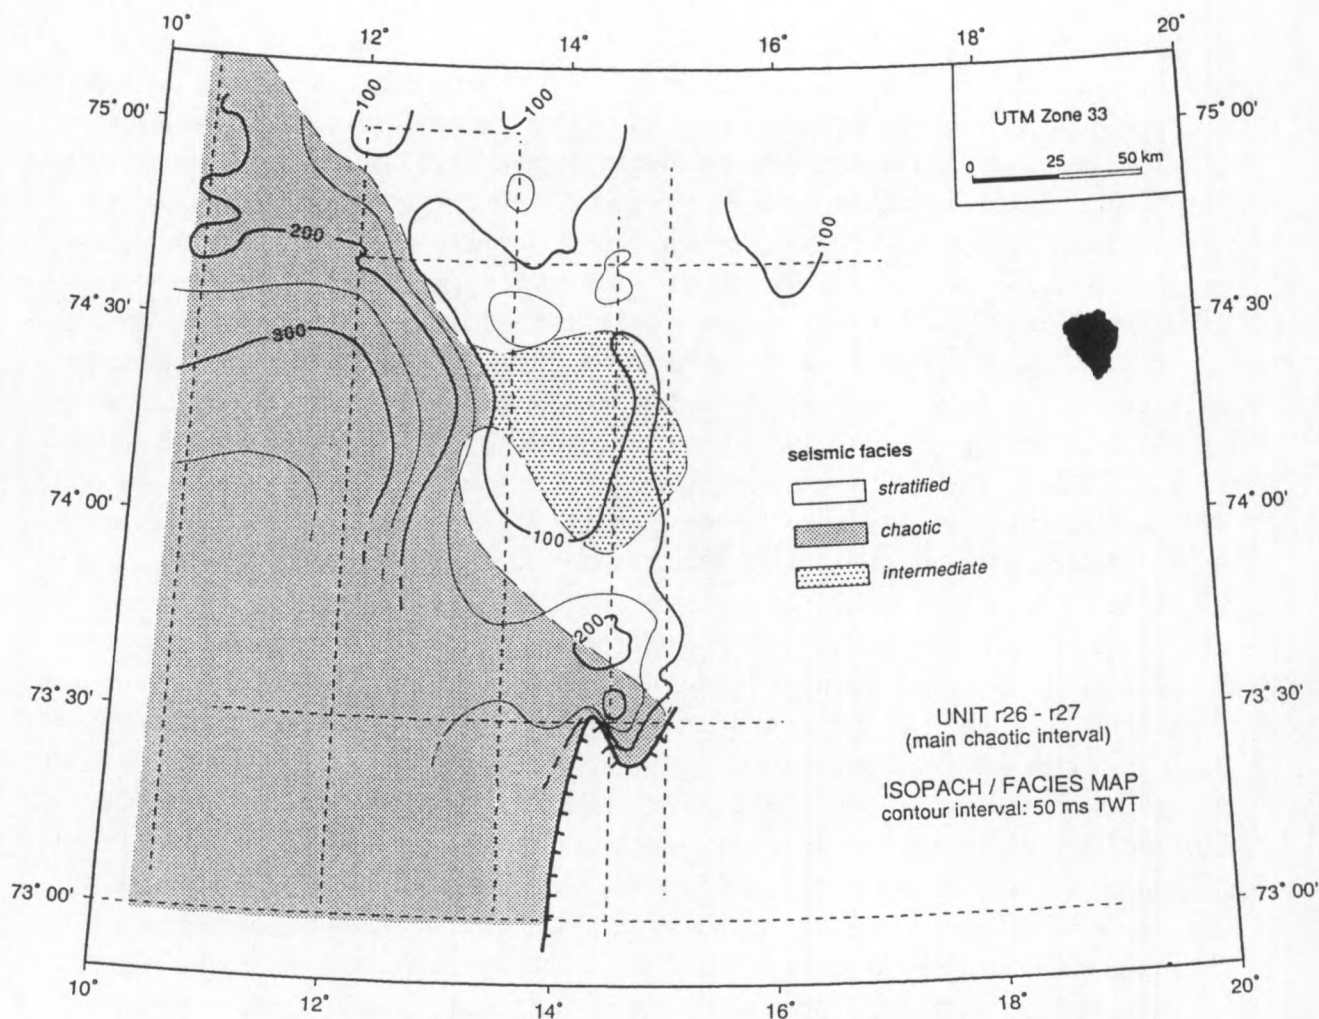 10° 12° 14° 16° 18° 20°
75° 00' 100 100 75° 00'
UTM Zone 33
0 25 50 km
200 100
74° 30' 74° 30'
300
seismic facies
stratified
74° 00' 74° 00'
100 chaotic
intermediate
200
73° 30' 73° 30'
UNIT r26 - r27
(main chaotic interval)
ISOPACH / FACIES MAP
contour interval: 50 ms TWT
73° 00' 73° 00'
10° 12° 14° 16° 18° 20°